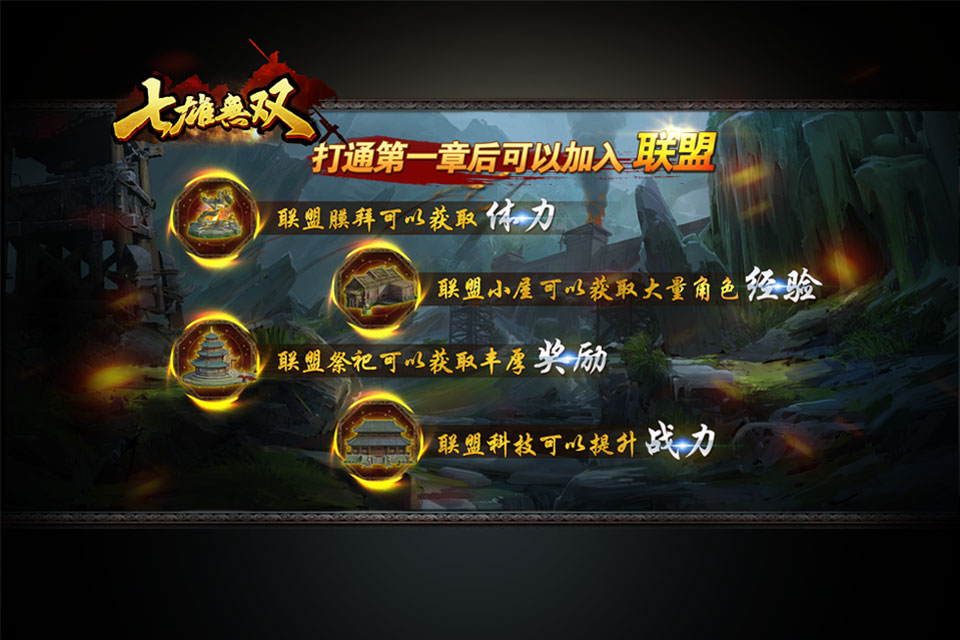 七雄無双
打通第一章后可以加入 联盟
联盟膜拜可以获取 体力
联盟小屋可以获取大量角色 经验
联盟祭祀可以获取丰厚 奖励
联盟科技可以提升 战力